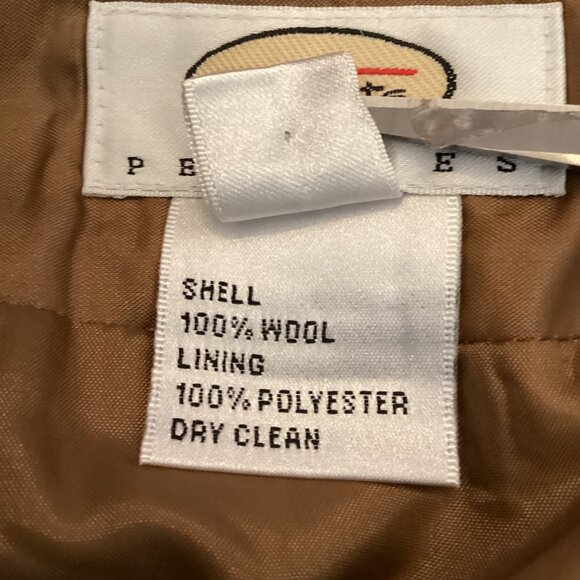 P E E S
SHELL
100% WOOL
LINING
100% POLYESTER
DRY CLEAN